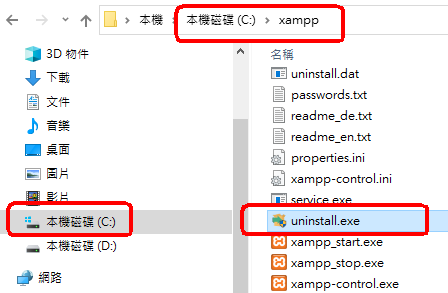 本機 › 本機磁碟 (C:) › xampp
3D 物件
下載
文件
音樂
桌面
圖片
影片
本機磁碟 (C:)
本機磁碟 (D:)
網路
名稱
uninstall.dat
passwords.txt
readme_de.txt
readme_en.txt
properties.ini
xampp-control.ini
service.exe
uninstall.exe
xampp_start.exe
xampp_stop.exe
xampp-control.exe